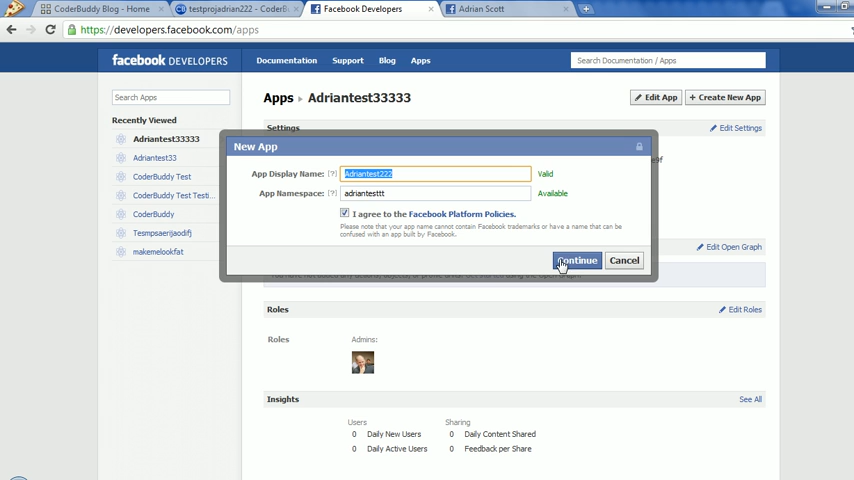 CoderBuddy Blog - Home
testprojadrian222 - CoderB
Facebook Developers
Adrian Scott
https://developers.facebook.com/apps
facebook DEVELOPERS
Documentation
Support
Blog
Apps
Search Documentation / Apps
Search Apps
Apps ▸ Adriantest33333
Edit App
+ Create New App
Recently Viewed
Adriantest33333
Adriantest33
CoderBuddy Test
CoderBuddy Test Testi...
CoderBuddy
Tesmpsaerijaodifj
makemelookfat
Settings
Edit Settings
New App
App Display Name: [?] Adriantest222 Valid
App Namespace: [?] adriantesttt Available
I agree to the Facebook Platform Policies.
Please note that your app name cannot contain Facebook trademarks or have a name that can be
confused with an app built by Facebook.
Continue
Cancel
Edit Open Graph
Roles
Edit Roles
Roles
Admins:
Insights
See All
Users
Sharing
0 Daily New Users
0 Daily Content Shared
0 Daily Active Users
0 Feedback per Share